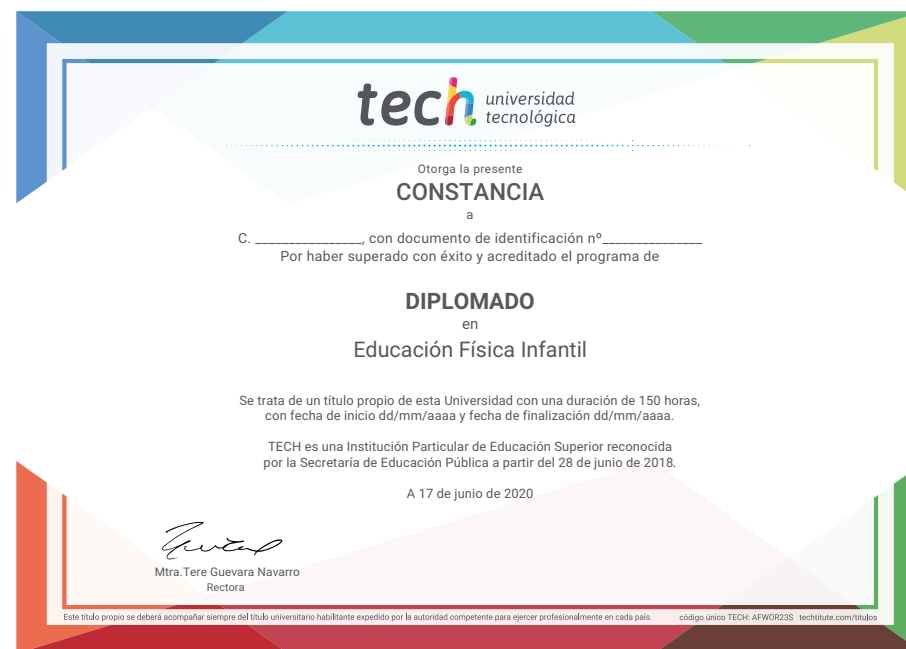 tech universidad
tecnológica
Otorga la presente
CONSTANCIA
a
C. ________________, con documento de identificación nº_______________
Por haber superado con éxito y acreditado el programa de
DIPLOMADO
en
Educación Física Infantil
Se trata de un título propio de esta Universidad con una duración de 150 horas,
con fecha de inicio dd/mm/aaaa y fecha de finalización dd/mm/aaaa.
TECH es una Institución Particular de Educación Superior reconocida
por la Secretaría de Educación Pública a partir del 28 de junio de 2018.
A 17 de junio de 2020
Mtra.Tere Guevara Navarro
Rectora
Este título propio se deberá acompañar siempre del título universitario habilitante expedido por la autoridad competente para ejercer profesionalmente en cada país. código único TECH: AFWOR23S techtitute.com/titulos